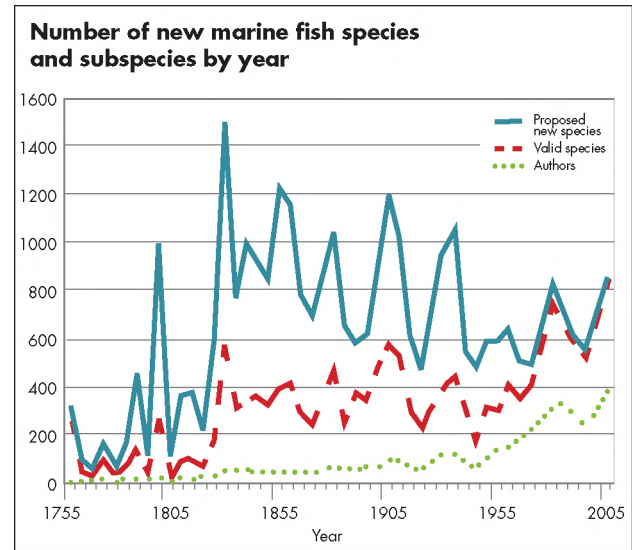 Number of new marine fish species
and subspecies by year
1600
1400
1200
1000
800
600
400
200
0
Proposed
new species
Valid species
Authors
1755 1805 1855 1905 1955 2005
Year